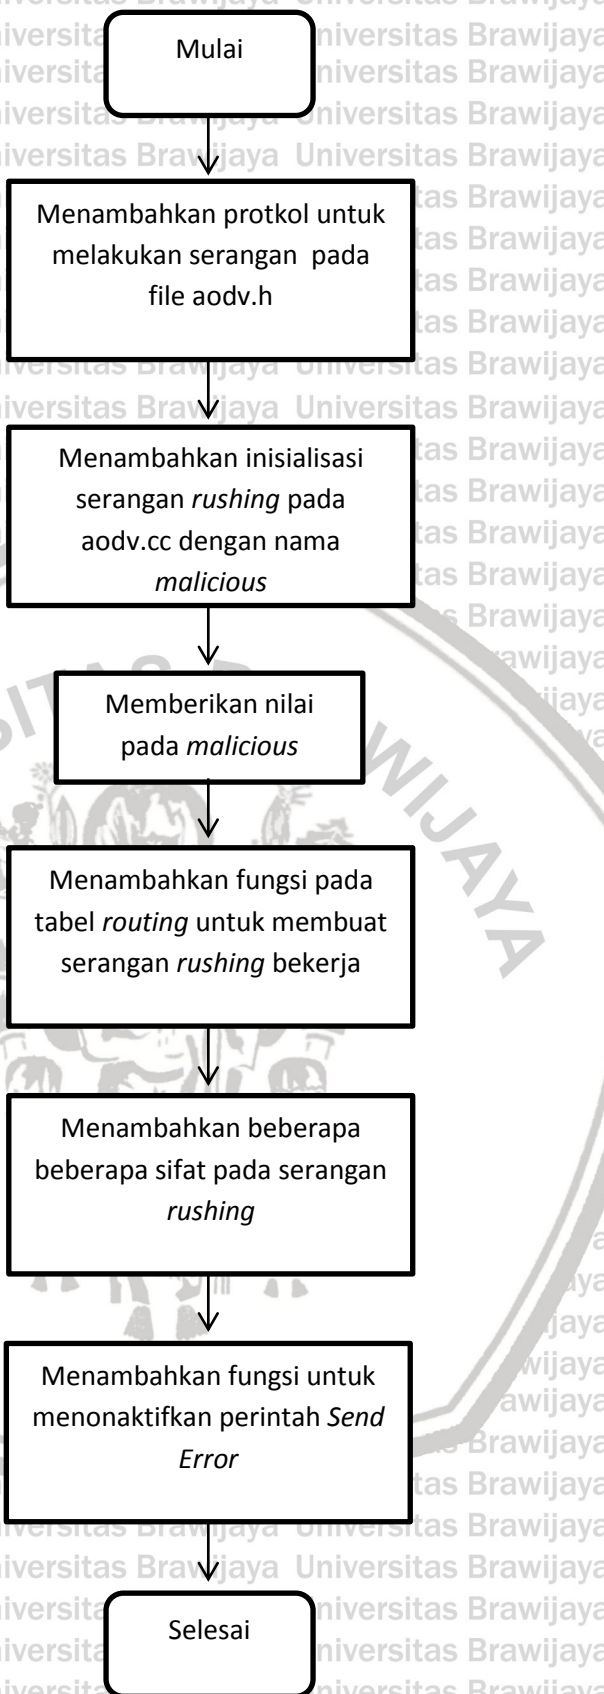 Mulai
Menambahkan protkol untuk
melakukan serangan pada
file aodv.h
Menambahkan inisialisasi
serangan rushing pada
aodv.cc dengan nama
malicious
Memberikan nilai
pada malicious
Menambahkan fungsi pada
tabel routing untuk membuat
serangan rushing bekerja
Menambahkan beberapa
beberapa sifat pada serangan
rushing
Menambahkan fungsi untuk
menonaktifkan perintah Send
Error
Selesai